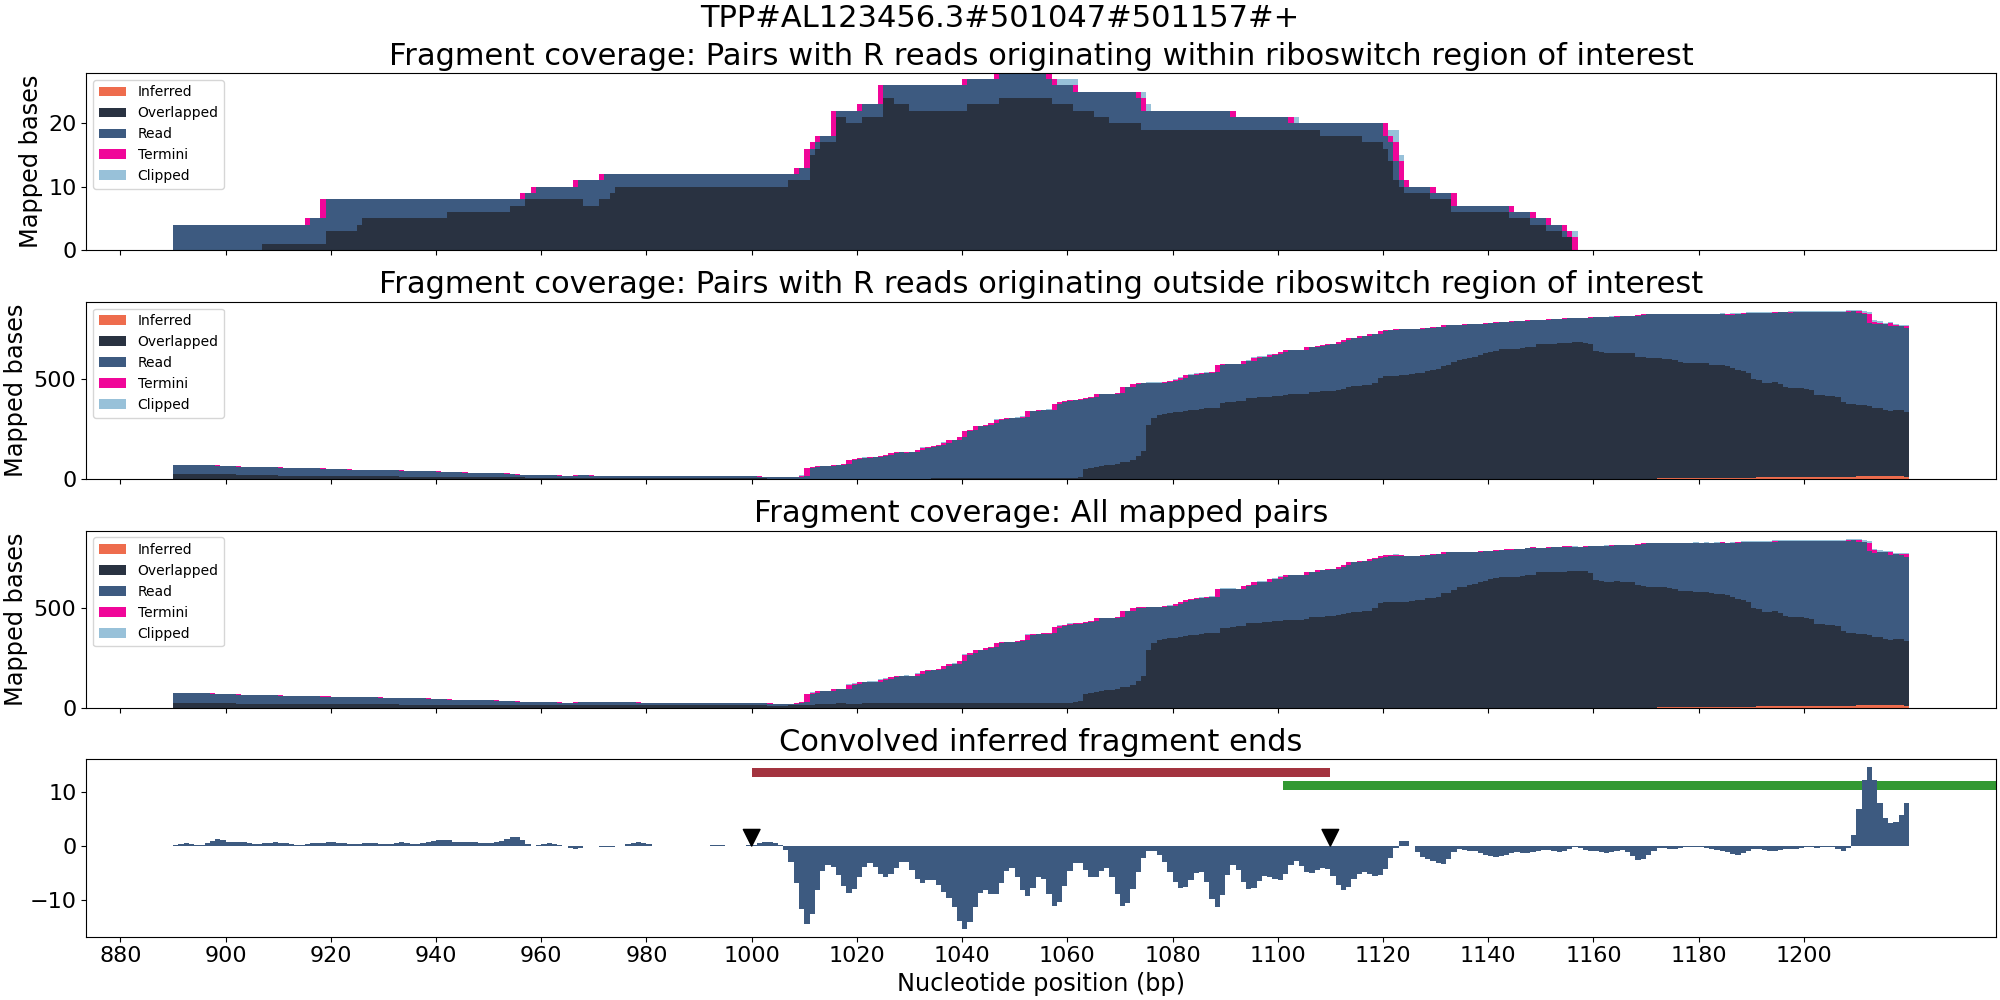 TPP#AL123456.3#501047#501157#+
Fragment coverage: Pairs with R reads originating within riboswitch region of interest
Mapped bases
20
10
0
Inferred
Overlapped
Read
Termini
Clipped
Fragment coverage: Pairs with R reads originating outside riboswitch region of interest
Mapped bases
500
0
Inferred
Overlapped
Read
Termini
Clipped
Fragment coverage: All mapped pairs
Mapped bases
500
0
Inferred
Overlapped
Read
Termini
Clipped
Convolved inferred fragment ends
10
0
−10
880 900 920 940 960 980 1000 1020 1040 1060 1080 1100 1120 1140 1160 1180 1200
Nucleotide position (bp)